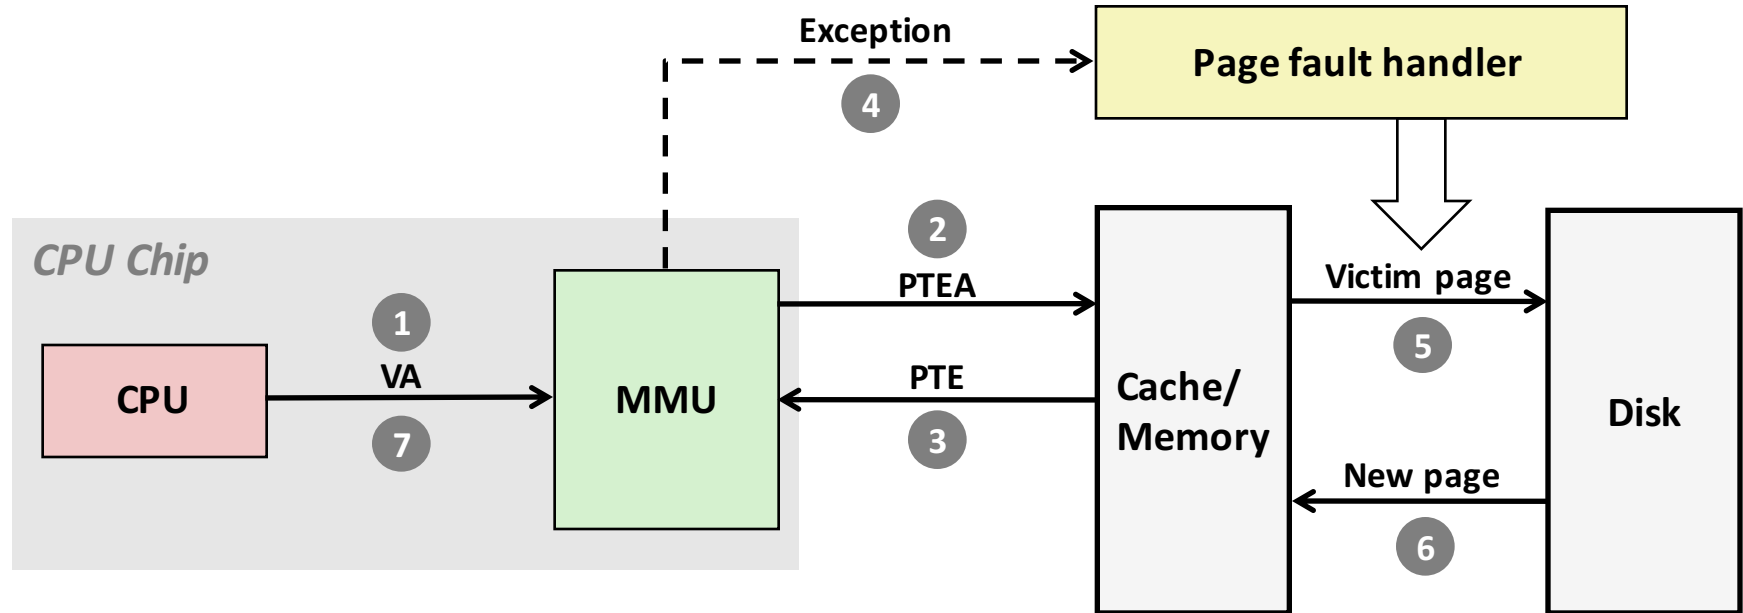 Exception
4
Page fault handler
CPU Chip
2
PTEA
Victim page
5
1
VA
7
CPU
MMU
PTE
3
Cache/
Memory
Disk
New page
6